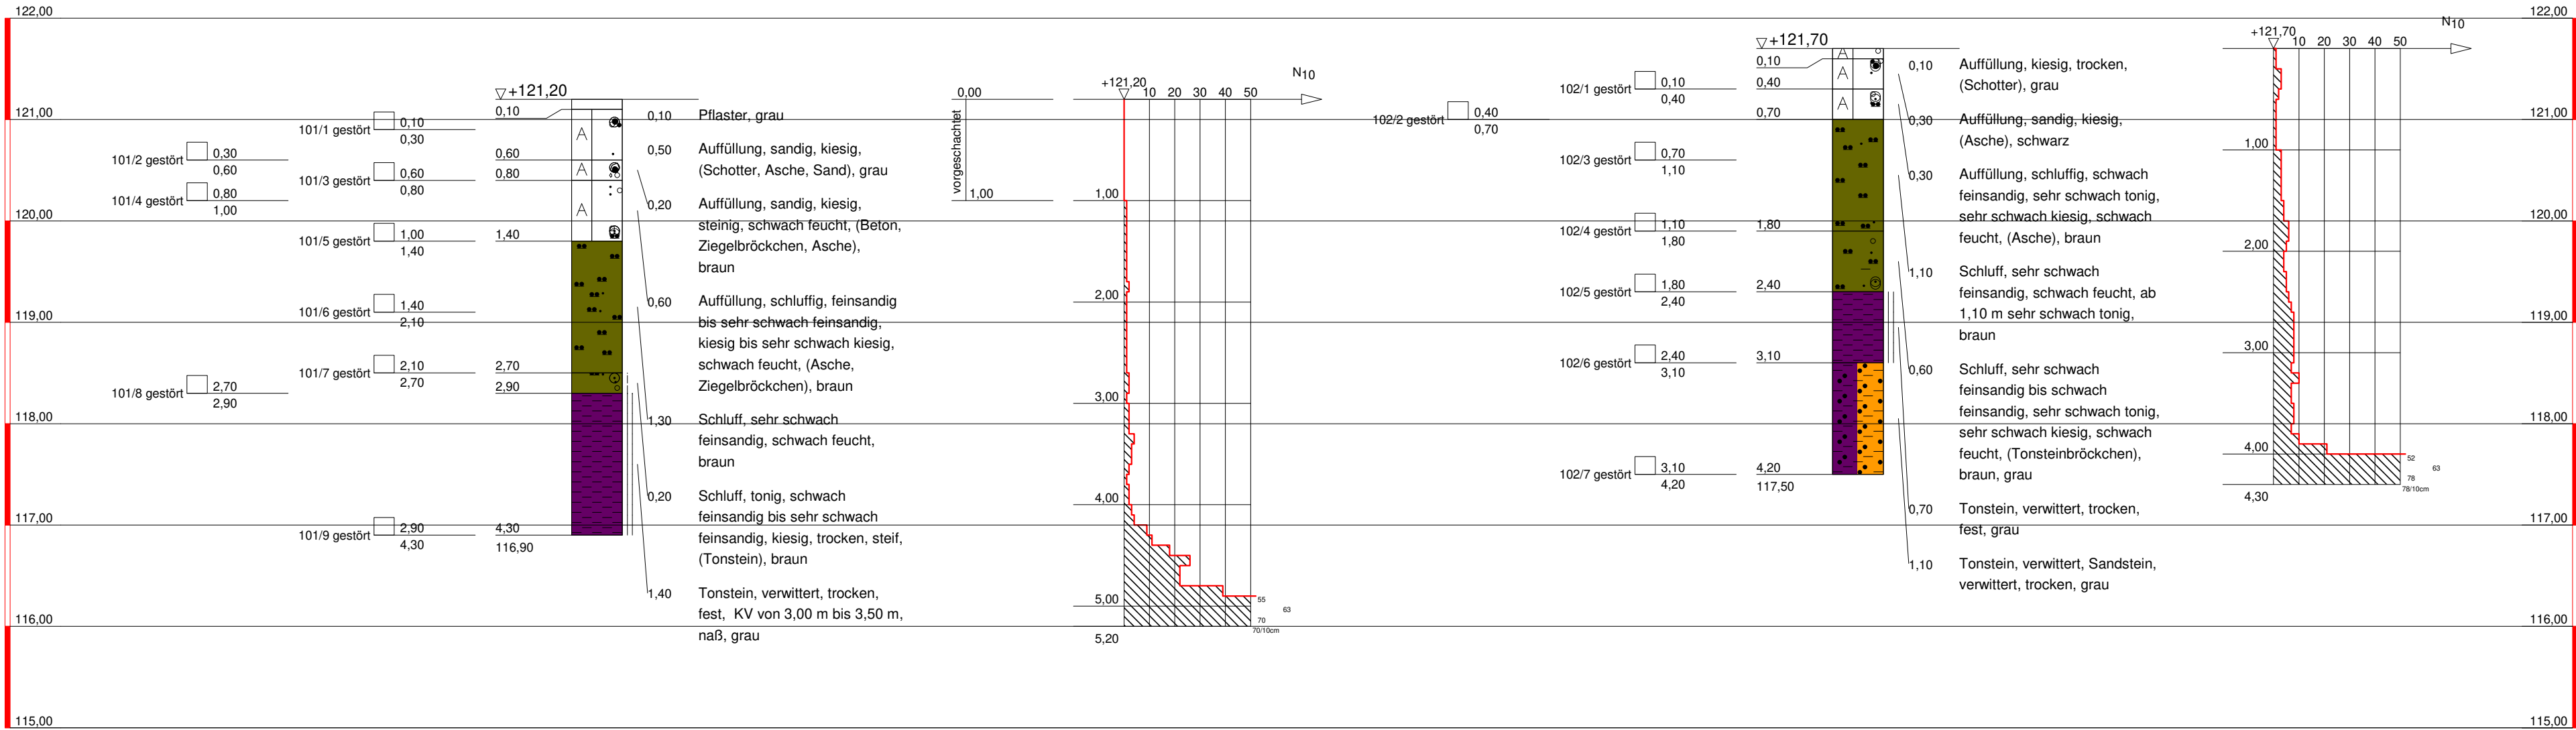 122,00
121,00
120,00
119,00
118,00
117,00
116,00
115,00
101/1 gestört
0,10
0,30
101/2 gestört
0,30
0,60
101/3 gestört
0,60
0,80
101/4 gestört
0,80
1,00
101/5 gestört
1,00
1,40
101/6 gestört
1,40
2,10
101/7 gestört
2,10
2,70
101/8 gestört
2,70
2,90
101/9 gestört
2,90
4,30
+121,20
0,10
0,60
0,80
1,40
2,70
2,90
4,30
116,90
A
A
A
0,10 Pflaster, grau
0,50 Auffüllung, sandig, kiesig,
(Schotter, Asche, Sand), grau
0,20 Auffüllung, sandig, kiesig,
steinig, schwach feucht, (Beton,
Ziegelbröckchen, Asche),
braun
0,60 Auffüllung, schluffig, feinsandig
bis sehr schwach feinsandig,
kiesig bis sehr schwach kiesig,
schwach feucht, (Asche,
Ziegelbröckchen), braun
1,30 Schluff, sehr schwach
feinsandig, schwach feucht,
braun
0,20 Schluff, tonig, schwach
feinsandig bis sehr schwach
feinsandig, kiesig, trocken, steif,
(Tonstein), braun
1,40 Tonstein, verwittert, trocken,
fest, KV von 3,00 m bis 3,50 m,
naß, grau
0,00
vorgeschachtet
1,00
+121,20
10 20 30 40 50
N10
1,00
2,00
3,00
4,00
5,00
5,20
55
63
70
70/10cm
102/1 gestört
0,10
0,40
102/2 gestört
0,40
0,70
102/3 gestört
0,70
1,10
102/4 gestört
1,10
1,80
102/5 gestört
1,80
2,40
102/6 gestört
2,40
3,10
102/7 gestört
3,10
4,20
+121,70
0,10
0,40
0,70
1,80
2,40
3,10
4,20
117,50
A
A
A
0,10 Auffüllung, kiesig, trocken,
(Schotter), grau
0,30 Auffüllung, sandig, kiesig,
(Asche), schwarz
0,30 Auffüllung, schluffig, schwach
feinsandig, sehr schwach tonig,
sehr schwach kiesig, schwach
feucht, (Asche), braun
1,10 Schluff, sehr schwach
feinsandig, schwach feucht, ab
1,10 m sehr schwach tonig,
braun
0,60 Schluff, sehr schwach
feinsandig bis schwach
feinsandig, sehr schwach tonig,
sehr schwach kiesig, schwach
feucht, (Tonsteinbröckchen),
braun, grau
0,70 Tonstein, verwittert, trocken,
fest, grau
1,10 Tonstein, verwittert, Sandstein,
verwittert, trocken, grau
+121,70
10 20 30 40 50
N10
1,00
2,00
3,00
4,00
4,30
52
63
78
78/10cm
122,00
121,00
120,00
119,00
118,00
117,00
116,00
115,00